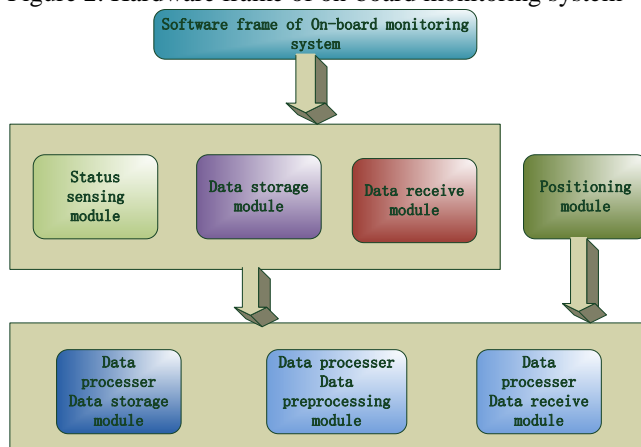 Figure 2. Hardware frame of on-board monitoring system
Software frame of On-board monitoring
system
Status
sensing
module
Data storage
module
Data receive
module
Positioning
module
Data
processer
Data storage
module
Data processer
Data
preprocessing
module
Data
processer
Data receive
module